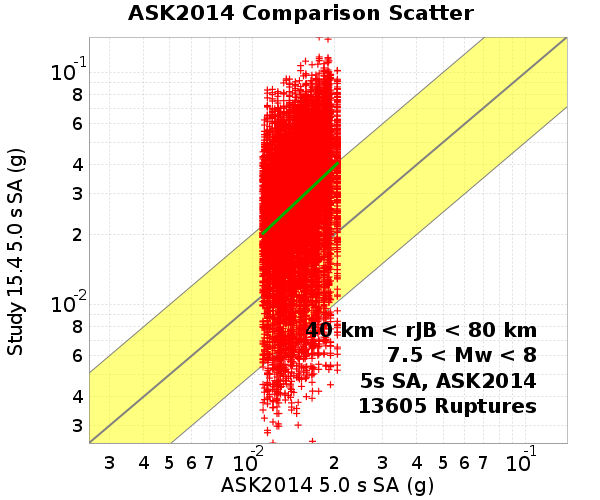 ASK2014 Comparison Scatter
Study 15.4 5.0 s SA (g)
10-1
8
6
4
3
2
10-2
8
6
4
3
40 km < rJB < 80 km
7.5 < Mw < 8
5s SA, ASK2014
13605 Ruptures
3 4 5 6 7 10-2 2 3 4 5 6 7 10-1
ASK2014 5.0 s SA (g)